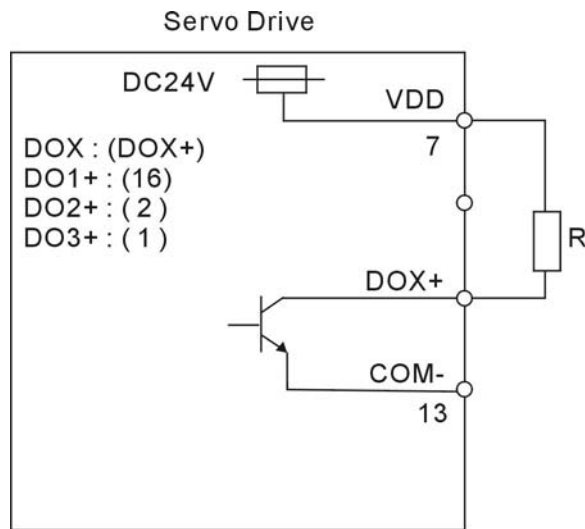 Servo Drive
DC24V
VDD
7
DOX : (DOX+)
DO1+ : (16)
DO2+ : ( 2 )
DO3+ : ( 1 )
R
DOX+
COM-
13